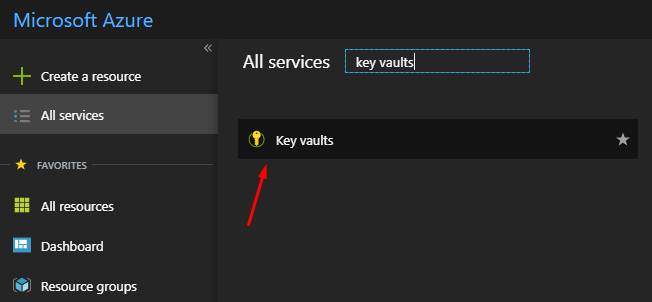 Microsoft Azure
«
Create a resource
All services
FAVORITES
All resources
Dashboard
Resource groups
All services
key vaults
Key vaults